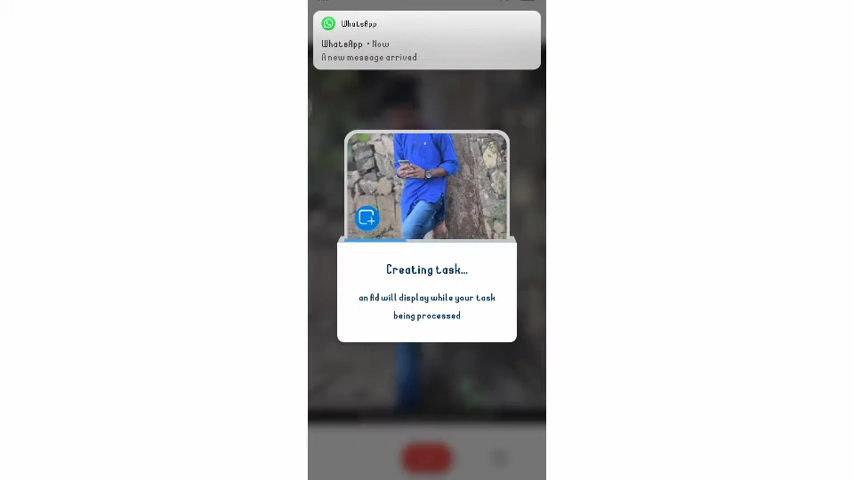 WhatsApp
WhatsApp • Now
A new message arrived
Creating task...
an Ad will display while your task
being processed